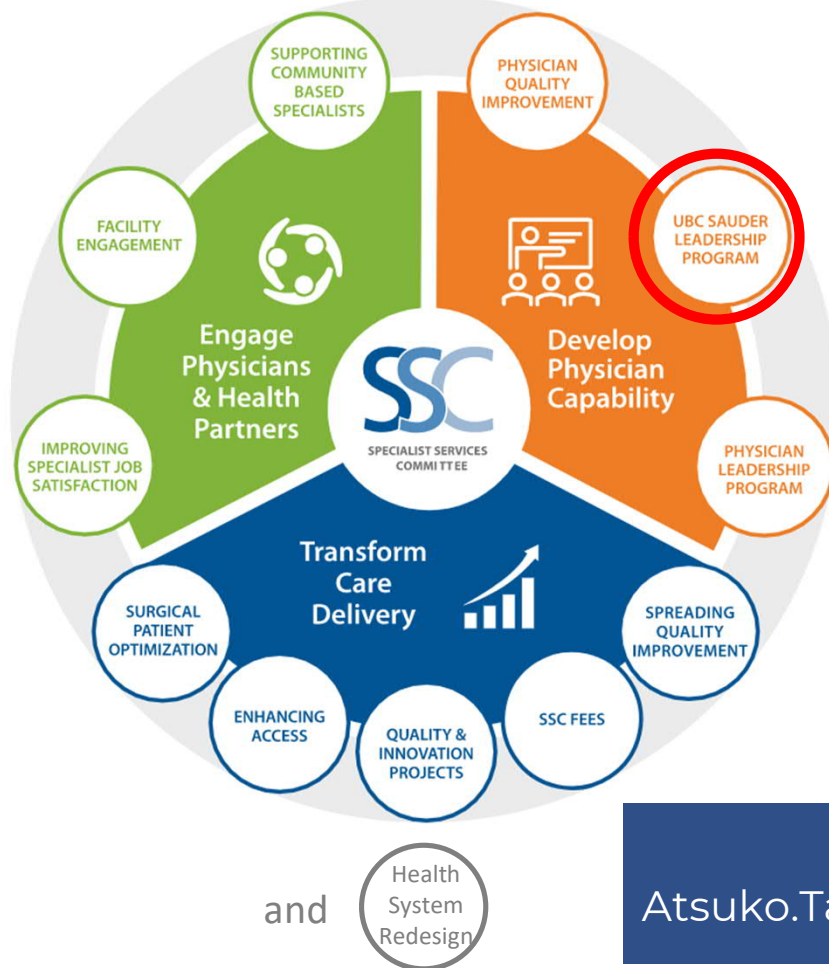 SUPPORTING
COMMUNITY
BASED
SPECIALISTS
PHYSICIAN
QUALITY
IMPROVEMENT
FACILITY
ENGAGEMENT
UBC SAUDER
LEADERSHIP
PROGRAM
Engage
Physicians
& Health
Partners
Develop
Physician
Capability
SSC
SPECIALIST SERVICES
COMMITTEE
IMPROVING
SPECIALIST JOB
SATISFACTION
PHYSICIAN
LEADERSHIP
PROGRAM
Transform
Care
Delivery
SURGICAL
PATIENT
OPTIMIZATION
SPREADING
QUALITY
IMPROVEMENT
ENHANCING
ACCESS
QUALITY &
INNOVATION
PROJECTS
SSC FEES
and
Health
System
Redesign
Atsuko.Ta